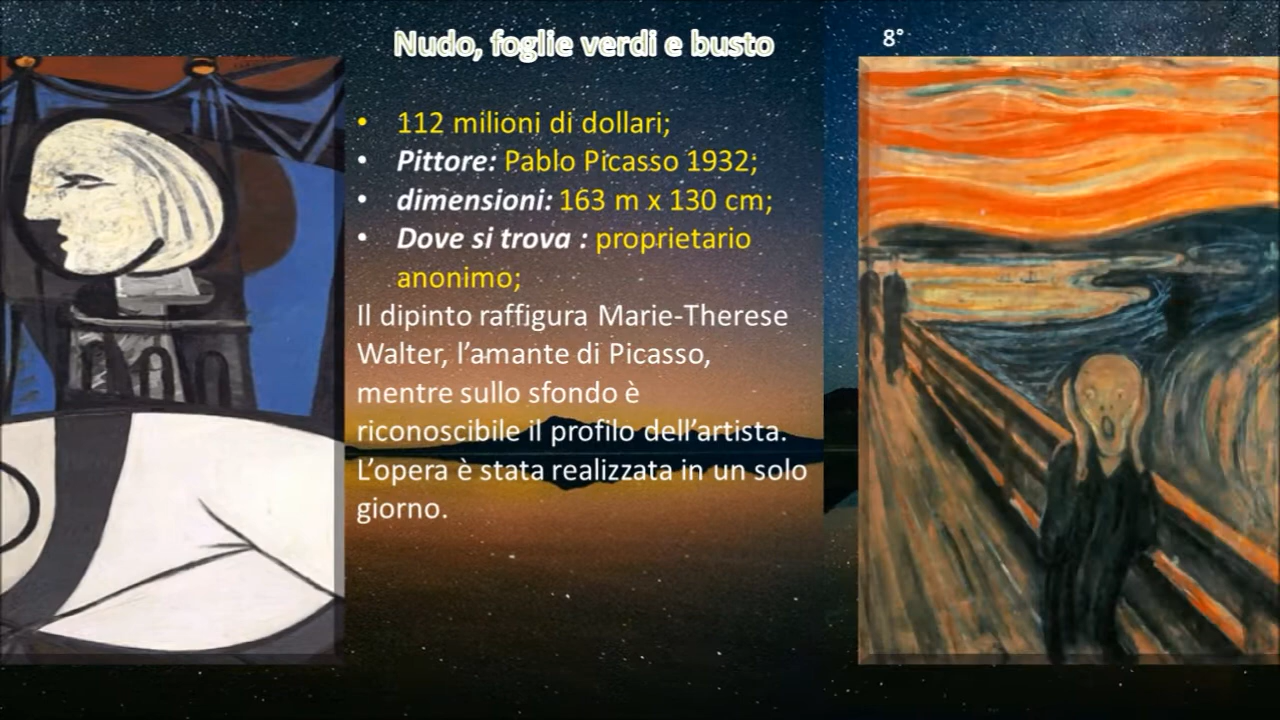 Nudo, foglie verdi e busto
8°
• 112 milioni di dollari;
• Pittore: Pablo Picasso 1932;
• dimensioni: 163 m x 130 cm;
• Dove si trova : proprietario
anonimo;
Il dipinto raffigura Marie-Therese
Walter, l’amante di Picasso,
mentre sullo sfondo è
riconoscibile il profilo dell’artista.
L’opera è stata realizzata in un solo
giorno.